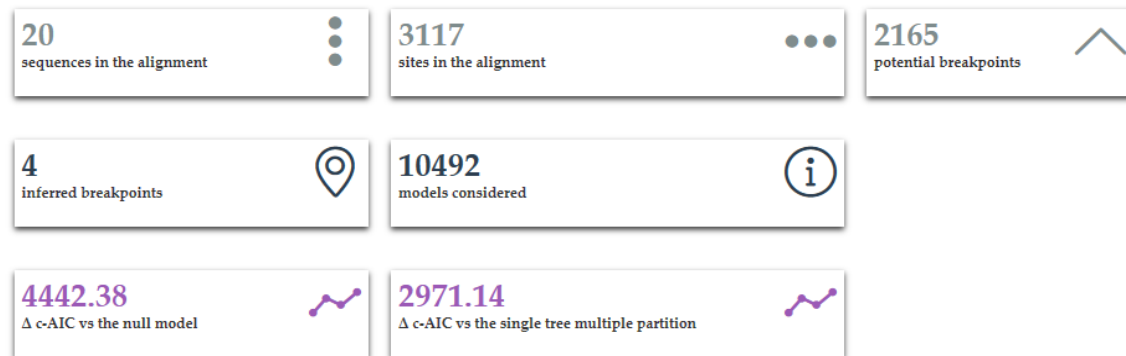 20
sequences in the alignment
3117
sites in the alignment
2165
potential breakpoints
4
inferred breakpoints
10492
models considered
4442.38
Δ c-AIC vs the null model
2971.14
Δ c-AIC vs the single tree multiple partition